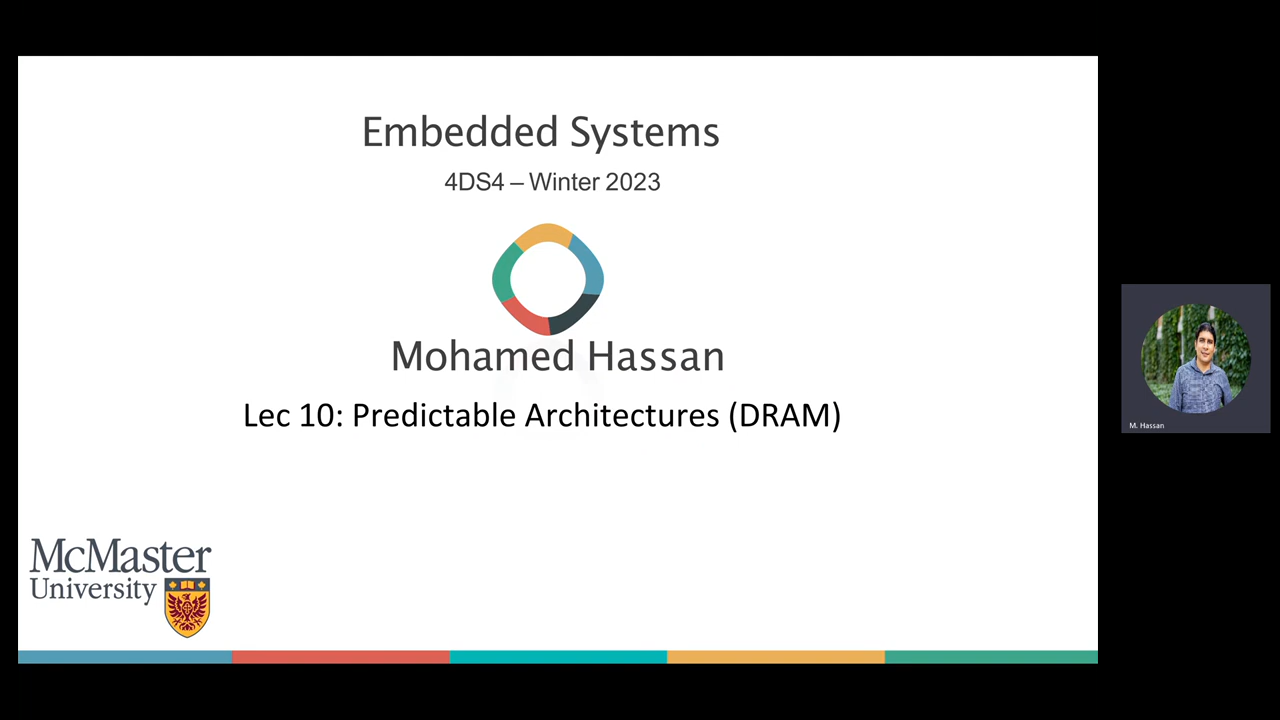 Embedded Systems
4DS4 – Winter 2023
Mohamed Hassan
Lec 10: Predictable Architectures (DRAM)
McMaster
University
M. Hassan